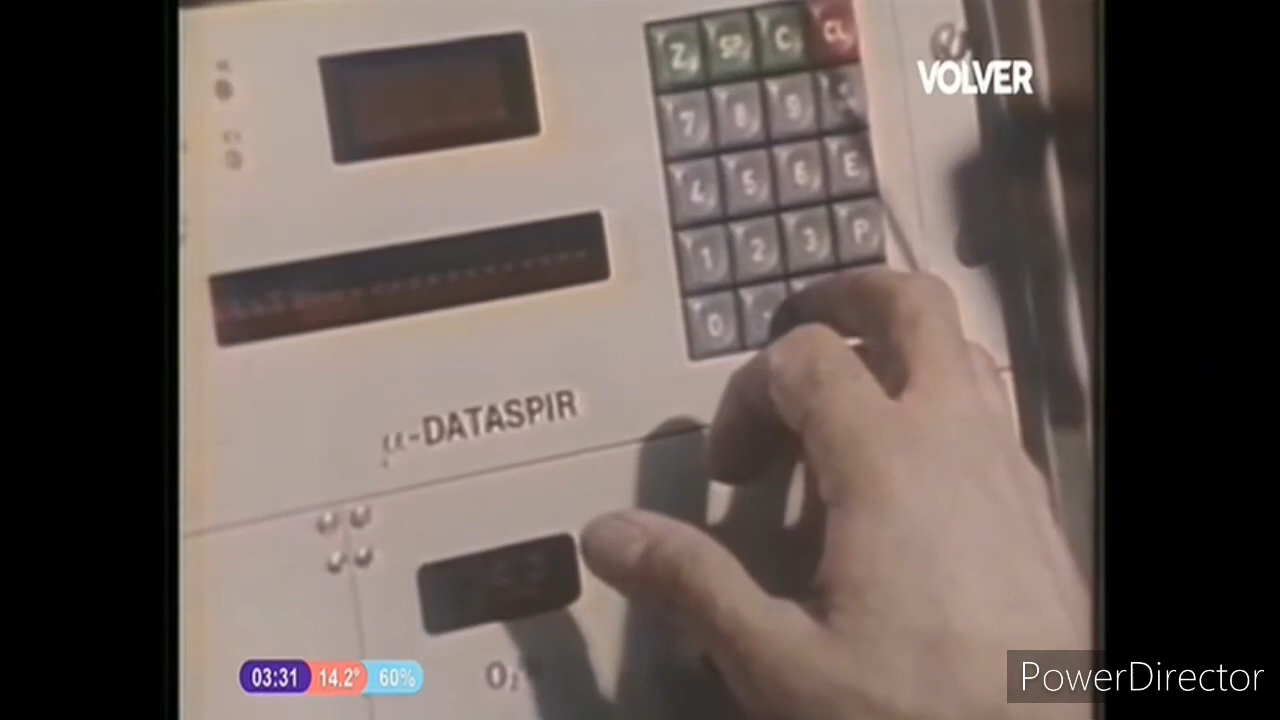 Z SP C CL
7 8 9
4 5 6 E
1 2 3 P
0
VOLVER
µ-DATASPIR
O₂
03:31 14.2° 60%
PowerDirector